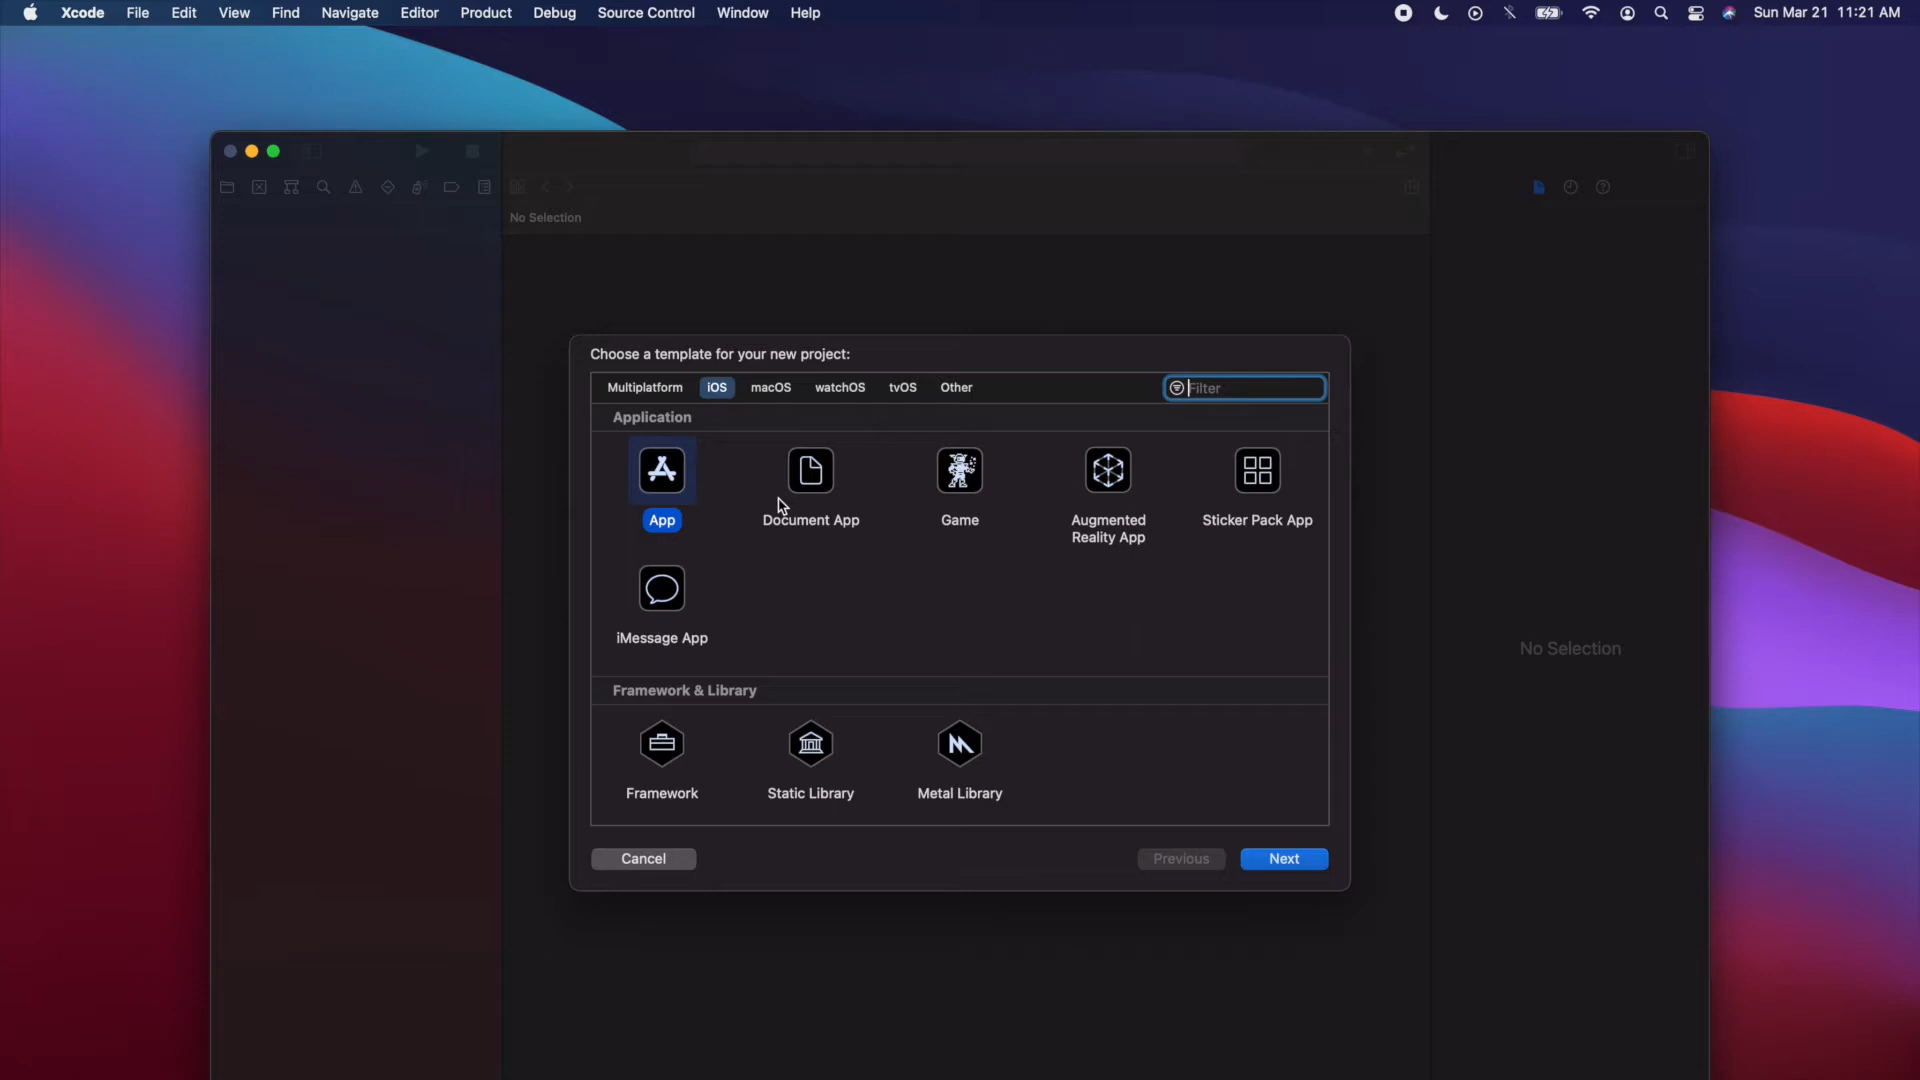 Xcode File Edit View Find Navigate Editor Product Debug Source Control Window Help Sun Mar 21 11:21 AM
No Selection
Choose a template for your new project:
Multiplatform iOS macOS watchOS tvOS Other Filter
Application
App Document App Game Augmented Reality App Sticker Pack App
iMessage App
No Selection
Framework & Library
Framework Static Library Metal Library
Cancel Previous Next